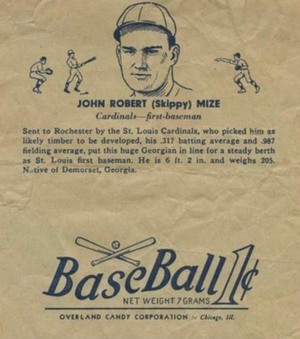 JOHN ROBERT (Skippy) MIZE
Cardinals—first-baseman
Sent to Rochester by the St. Louis Cardinals, who picked him as
likely timber to be developed, his .317 batting average and .987
fielding average, put this huge Georgian in line for a steady berth
as St. Louis first baseman. He is 6 ft. 2 in. and weighs 205.
Native of Demorset, Georgia.
BaseBall 1¢
NET WEIGHT 7 GRAMS
OVERLAND CANDY CORPORATION :- Chicago, Ill.